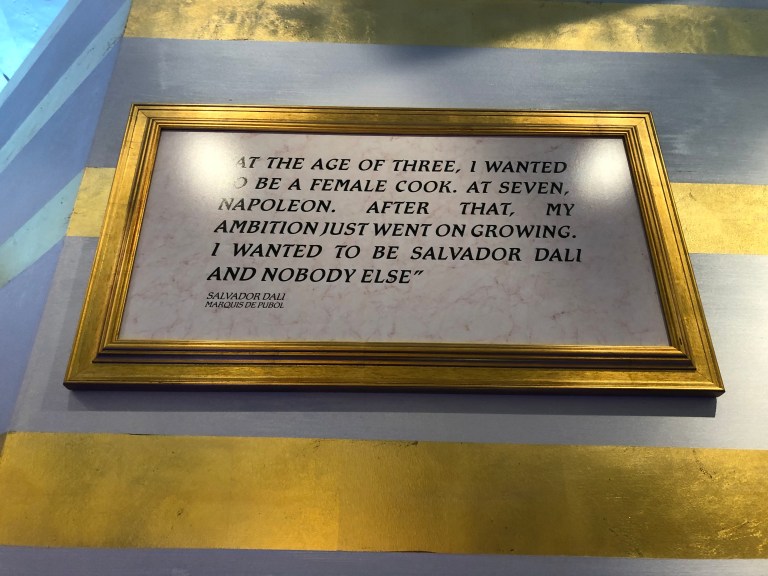 AT THE AGE OF THREE, I WANTED
TO BE A FEMALE COOK. AT SEVEN,
NAPOLEON. AFTER THAT, MY
AMBITION JUST WENT ON GROWING.
I WANTED TO BE SALVADOR DALI
AND NOBODY ELSE”
SALVADOR DALI
MARQUIS DE PUBOL